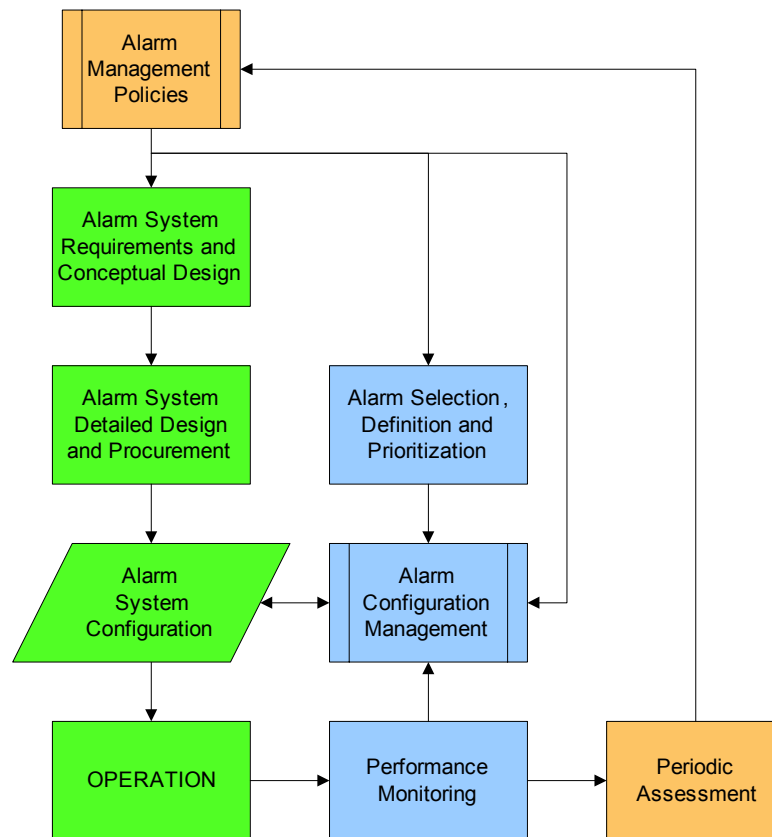 Alarm
Management
Policies
Alarm System
Requirements and
Conceptual Design
Alarm System
Detailed Design
and Procurement
Alarm Selection,
Definition and
Prioritization
Alarm
System
Configuration
Alarm
Configuration
Management
OPERATION
Performance
Monitoring
Periodic
Assessment